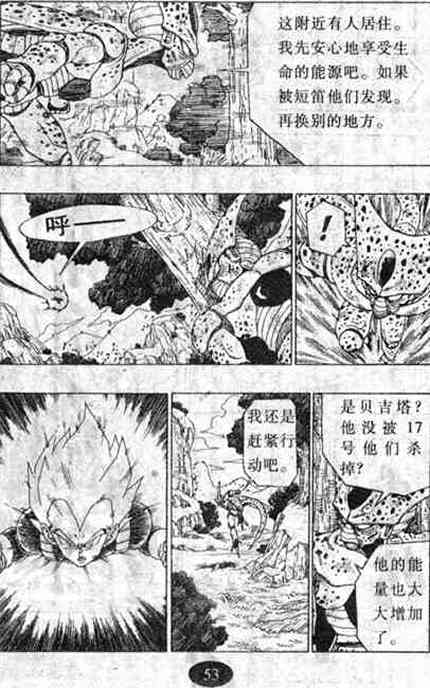 这附近有人居住。
我先安心地享受生
命的能源吧。如果
被短笛他们发现。
再换别的地方。
!
呼——
是贝吉塔?
他没被17
号他们杀
掉?
他的能
量也大
大增加
了。
我还是
赶紧行
动吧。
53